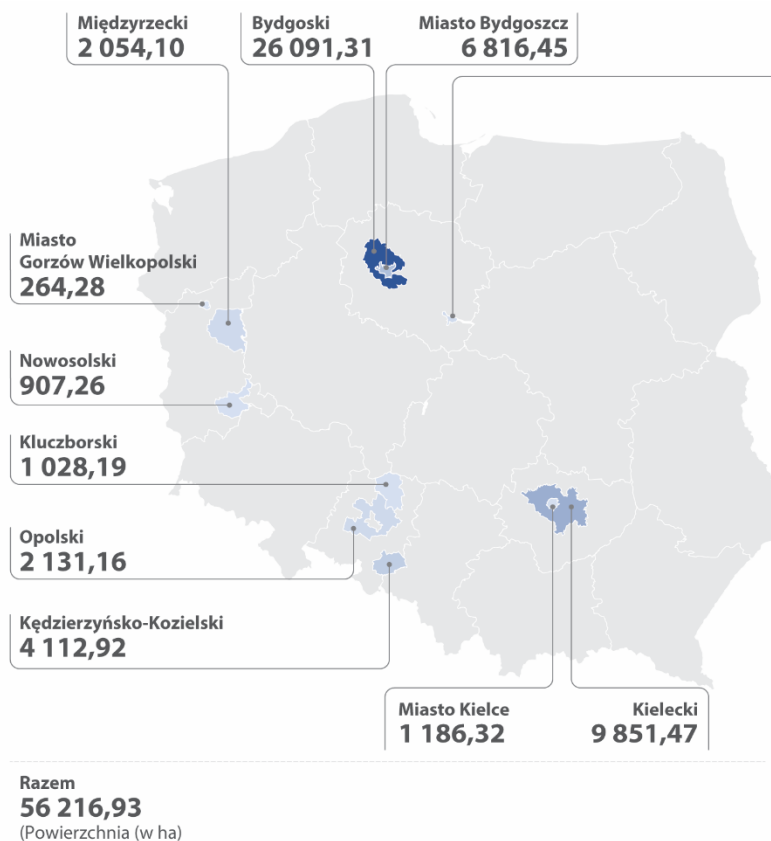 Międzyrzecki
2 054,10
Bydgoski
26 091,31
Miasto Bydgoszcz
6 816,45
Miasto
Gorzów Wielkopolski
264,28
Nowosolski
907,26
Kluczborski
1 028,19
Opolski
2 131,16
Kędzierzyńsko-Kozielski
4 112,92
Miasto Kielce
1 186,32
Kielecki
9 851,47
Razem
56 216,93
(Powierzchnia (w ha)